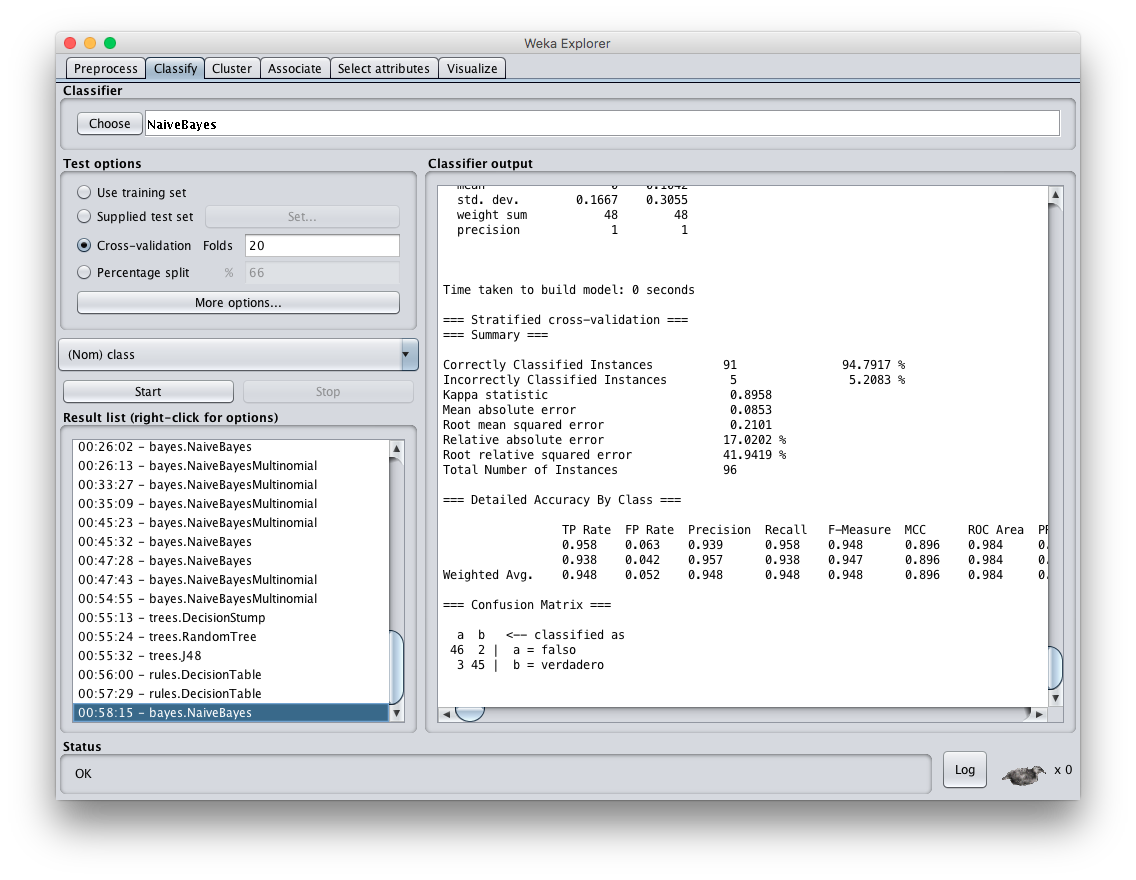 Weka Explorer
Preprocess Classify Cluster Associate Select attributes Visualize
Classifier
Choose NaiveBayes
Test options
Use training set
Supplied test set Set...
Cross-validation Folds 20
Percentage split % 66
More options...
(Nom) class
Start Stop
Result list (right-click for options)
00:26:02 - bayes.NaiveBayes
00:26:13 - bayes.NaiveBayesMultinomial
00:33:27 - bayes.NaiveBayesMultinomial
00:35:09 - bayes.NaiveBayesMultinomial
00:45:23 - bayes.NaiveBayesMultinomial
00:45:32 - bayes.NaiveBayes
00:47:28 - bayes.NaiveBayes
00:47:43 - bayes.NaiveBayesMultinomial
00:54:55 - bayes.NaiveBayesMultinomial
00:55:13 - trees.DecisionStump
00:55:24 - trees.RandomTree
00:55:32 - trees.J48
00:56:00 - rules.DecisionTable
00:57:29 - rules.DecisionTable
00:58:15 - bayes.NaiveBayes
Classifier output
mean 0 0.1042
std. dev. 0.1667 0.3055
weight sum 48 48
precision 1 1
Time taken to build model: 0 seconds
=== Stratified cross-validation ===
=== Summary ===
Correctly Classified Instances 91 94.7917 %
Incorrectly Classified Instances 5 5.2083 %
Kappa statistic 0.8958
Mean absolute error 0.0853
Root mean squared error 0.2101
Relative absolute error 17.0202 %
Root relative squared error 41.9419 %
Total Number of Instances 96
=== Detailed Accuracy By Class ===
TP Rate FP Rate Precision Recall F-Measure MCC ROC Area
0.958 0.063 0.939 0.958 0.948 0.896 0.984 0.
0.938 0.042 0.957 0.938 0.947 0.896 0.984 0.
Weighted Avg. 0.948 0.052 0.948 0.948 0.948 0.896 0.984 0.
=== Confusion Matrix ===
a b <-- classified as
46 2 | a = falso
3 45 | b = verdadero
Status
OK
Log x 0